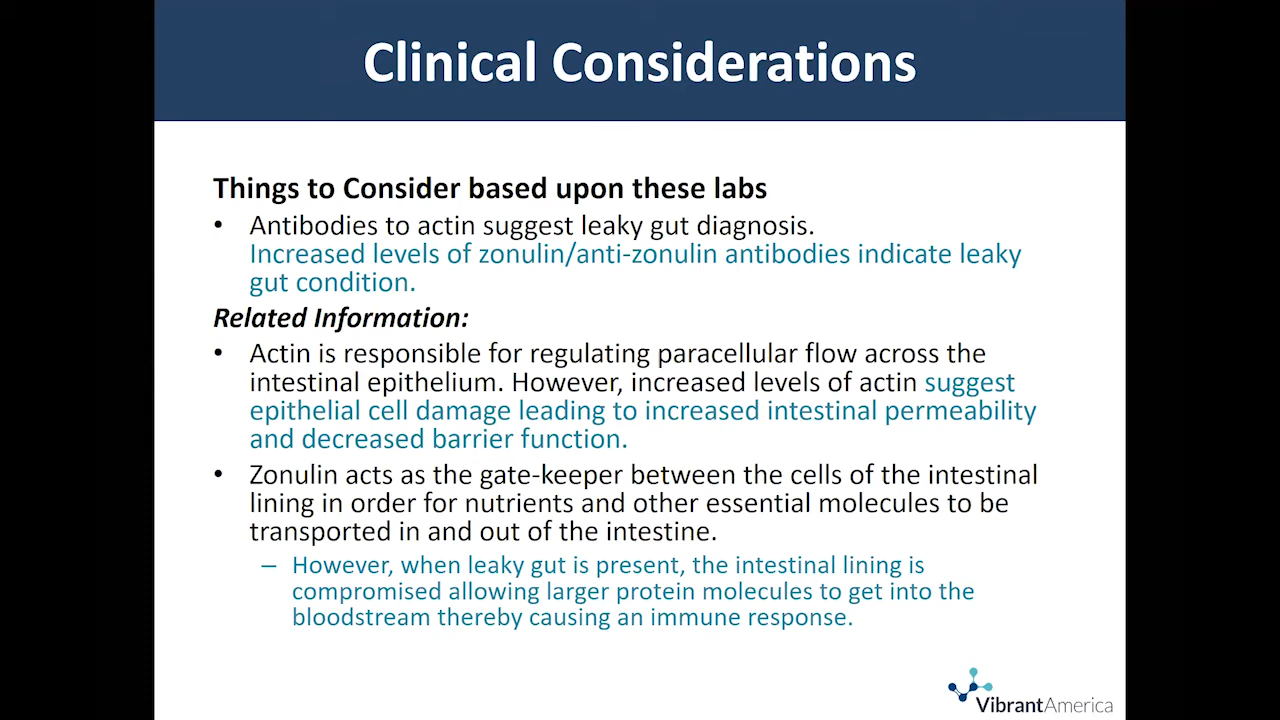 Clinical Considerations
Things to Consider based upon these labs
• Antibodies to actin suggest leaky gut diagnosis.
Increased levels of zonulin/anti-zonulin antibodies indicate leaky
gut condition.
Related Information:
• Actin is responsible for regulating paracellular flow across the
intestinal epithelium. However, increased levels of actin suggest
epithelial cell damage leading to increased intestinal permeability
and decreased barrier function.
• Zonulin acts as the gate-keeper between the cells of the intestinal
lining in order for nutrients and other essential molecules to be
transported in and out of the intestine.
– However, when leaky gut is present, the intestinal lining is
compromised allowing larger protein molecules to get into the
bloodstream thereby causing an immune response.
VibrantAmerica